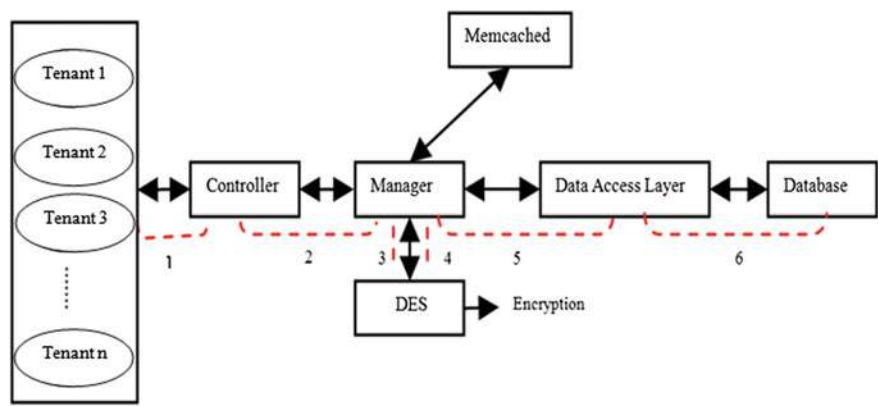 Memcached
Tenant 1
Tenant 2
Tenant 3
Tenant n
Controller
Manager
Data Access Layer
Database
1
2
3
4
5
6
DES
Encryption